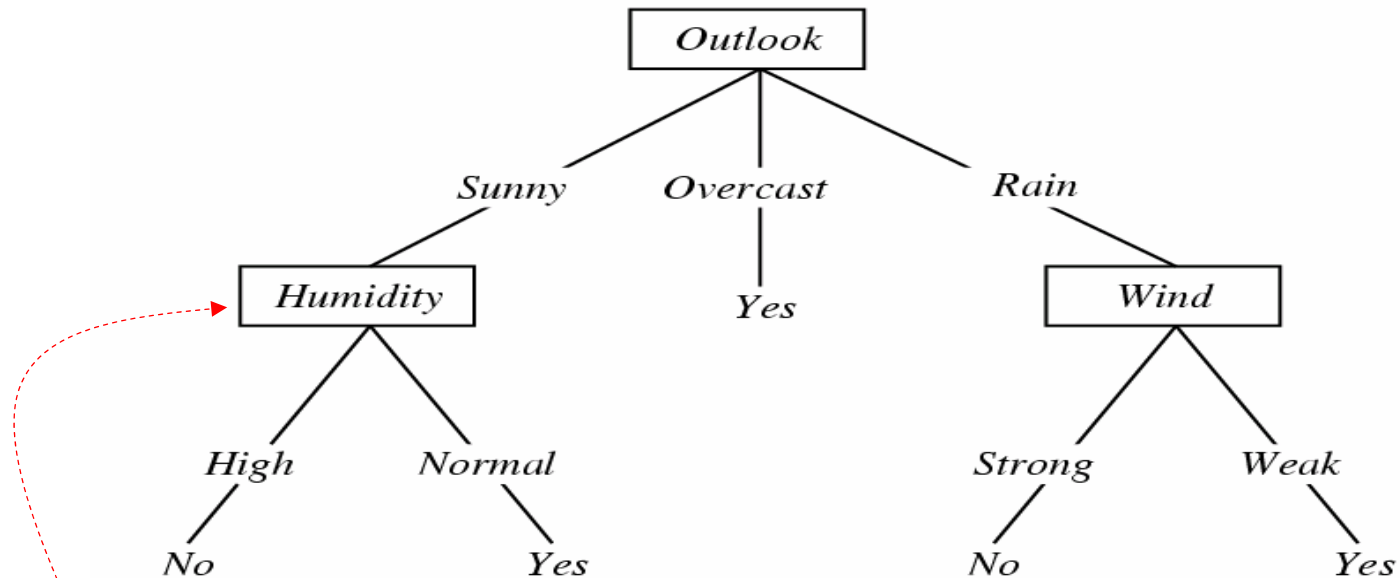 Outlook
Sunny Overcast Rain
Humidity Yes Wind
High Normal Strong Weak
No Yes No Yes